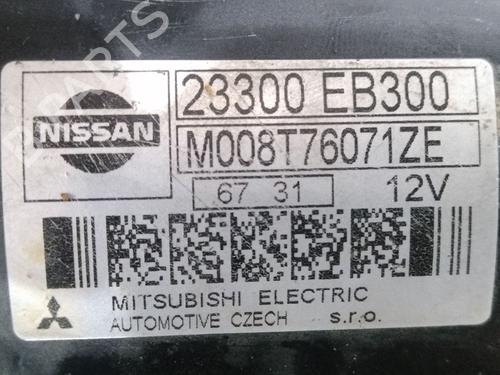 NISSAN
23300 EB300
M008T76071ZE
67 31
12V
MITSUBISHI ELECTRIC
AUTOMOTIVE CZECH s.r.o.